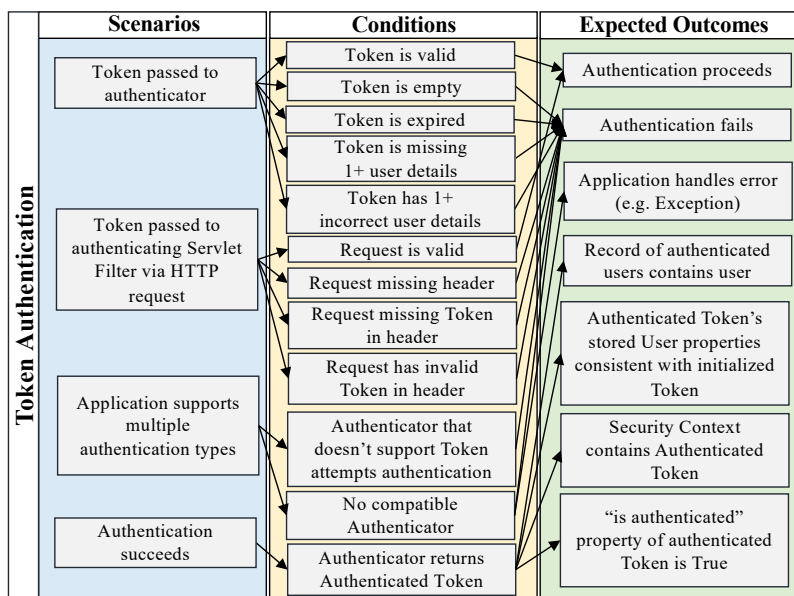 Scenarios
Conditions
Expected Outcomes
Token Authentication
Token passed to
authenticator
Token passed to
authenticating Servlet
Filter via HTTP
request
Application supports
multiple
authentication types
Authentication
succeeds
Token is valid
Token is empty
Token is expired
Token is missing
1+ user details
Token has 1+
incorrect user details
Request is valid
Request missing header
Request missing Token
in header
Request has invalid
Token in header
Authenticator that
doesn't support Token
attempts authentication
No compatible
Authenticator
Authenticator returns
Authenticated Token
Authentication proceeds
Authentication fails
Application handles error
(e.g. Exception)
Record of authenticated
users contains user
Authenticated Token's
stored User properties
consistent with initialized
Token
Security Context
contains Authenticated
Token
“is authenticated”
property of authenticated
Token is True